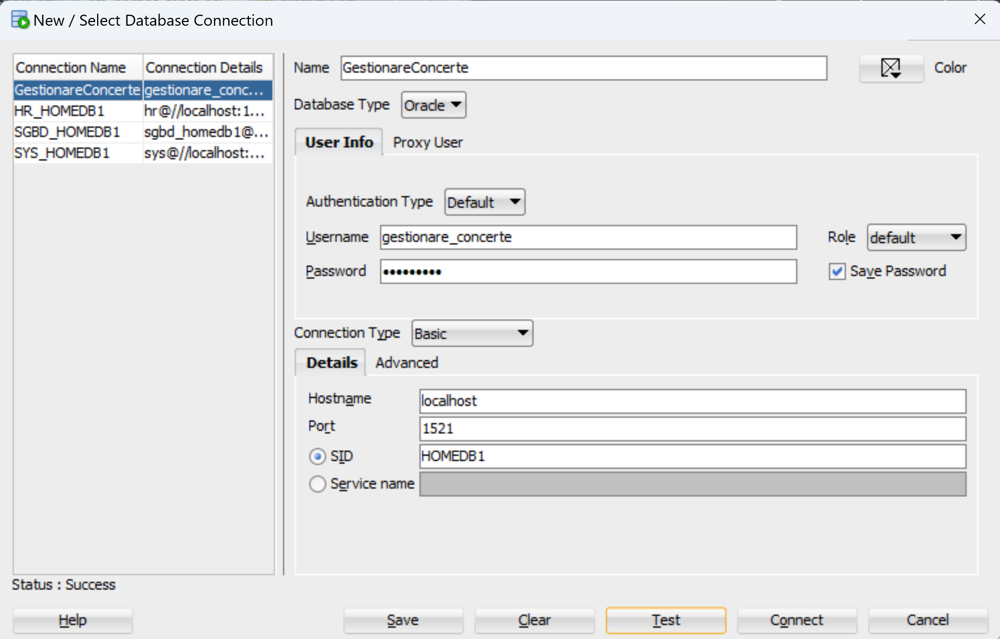 New / Select Database Connection
Connection Name Connection Details
GestionareConcerte gestionare_conc...
HR_HOMEDB1 hr@//localhost:1...
SGBD_HOMEDB1 sgbd_homedb1@...
SYS_HOMEDB1 sys@//localhost:...
Name GestionareConcerte Color
Database Type Oracle
User Info Proxy User
Authentication Type Default
Username gestionare_concerte Role default
Password ••••••••• Save Password
Connection Type Basic
Details Advanced
Hostname localhost
Port 1521
SID HOMEDB1
Service name
Status : Success
Help Save Clear Test Connect Cancel